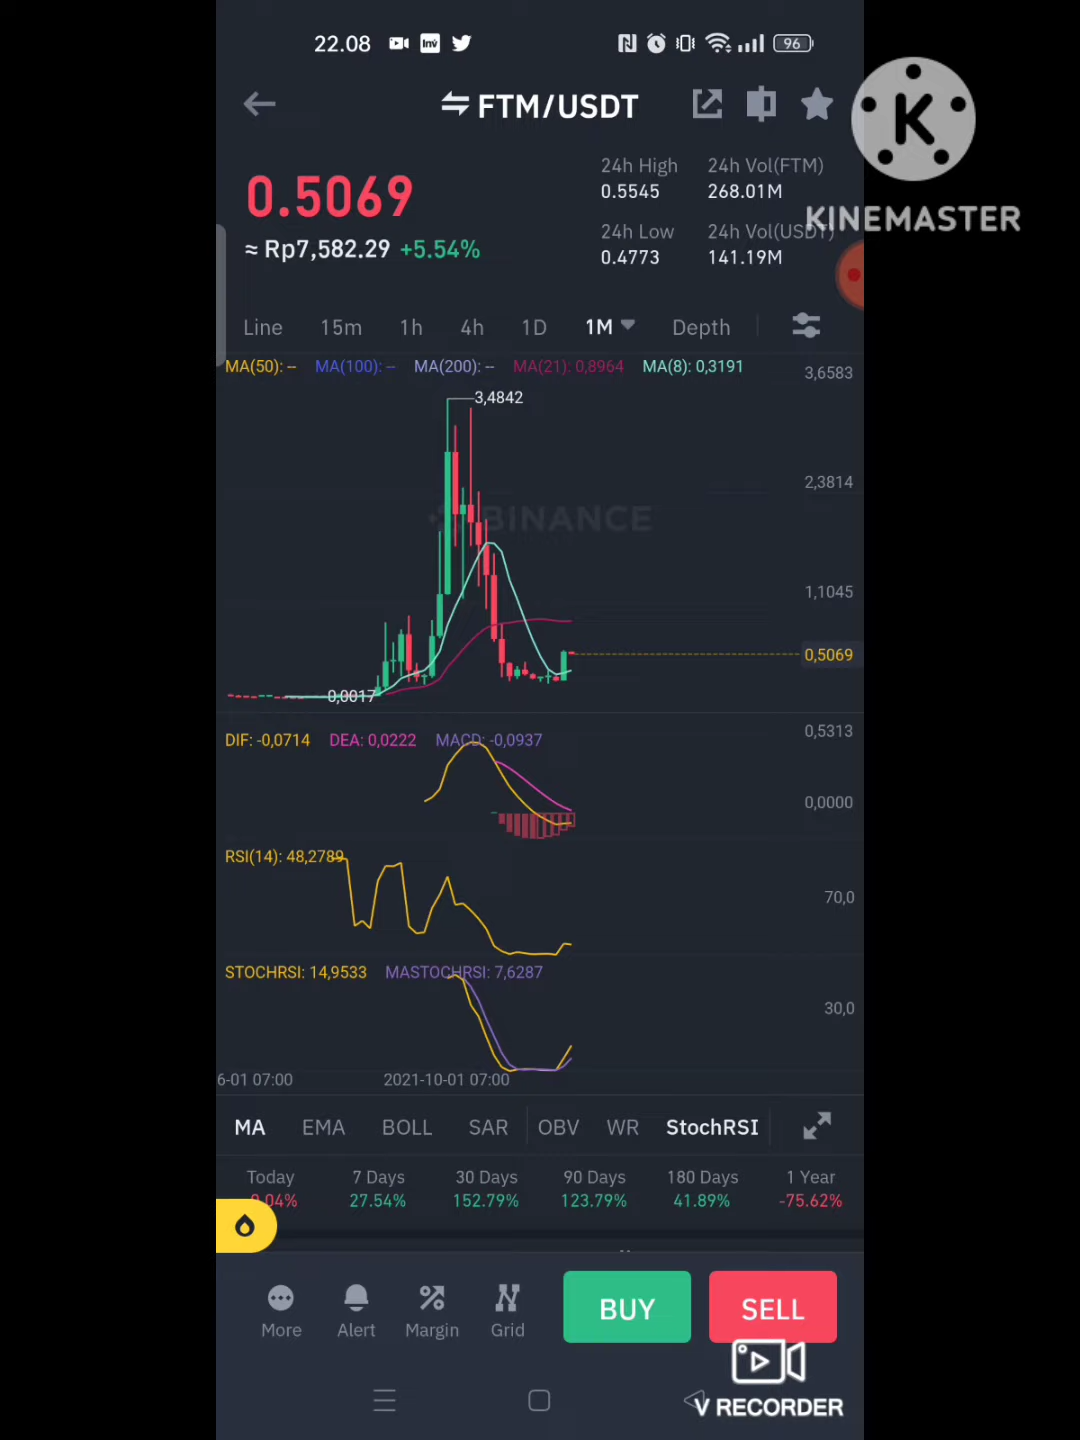 22.08
INV
96
FTM/USDT
KINEMASTER
0.5069
≈ Rp7,582.29 +5.54%
24h High
0.5545
24h Vol(FTM)
268.01M
24h Low
0.4773
24h Vol(USDT)
141.19M
Line 15m 1h 4h 1D 1M Depth
MA(50): -- MA(100): -- MA(200): -- MA(21): 0,8964 MA(8): 0,3191
3,6583
3,4842
2,3814
BINANCE
1,1045
0,5069
0,0017
0,5313
DIF: -0,0714 DEA: 0,0222 MACD: -0,0937
0,0000
RSI(14): 48,2789
70,0
STOCHRSI: 14,9533 MASTOCHRSI: 7,6287
30,0
6-01 07:00 2021-10-01 07:00
MA EMA BOLL SAR OBV WR StochRSI
Today 7 Days 30 Days 90 Days 180 Days 1 Year
0.04% 27.54% 152.79% 123.79% 41.89% -75.62%
More Alert Margin Grid
BUY SELL
V RECORDER